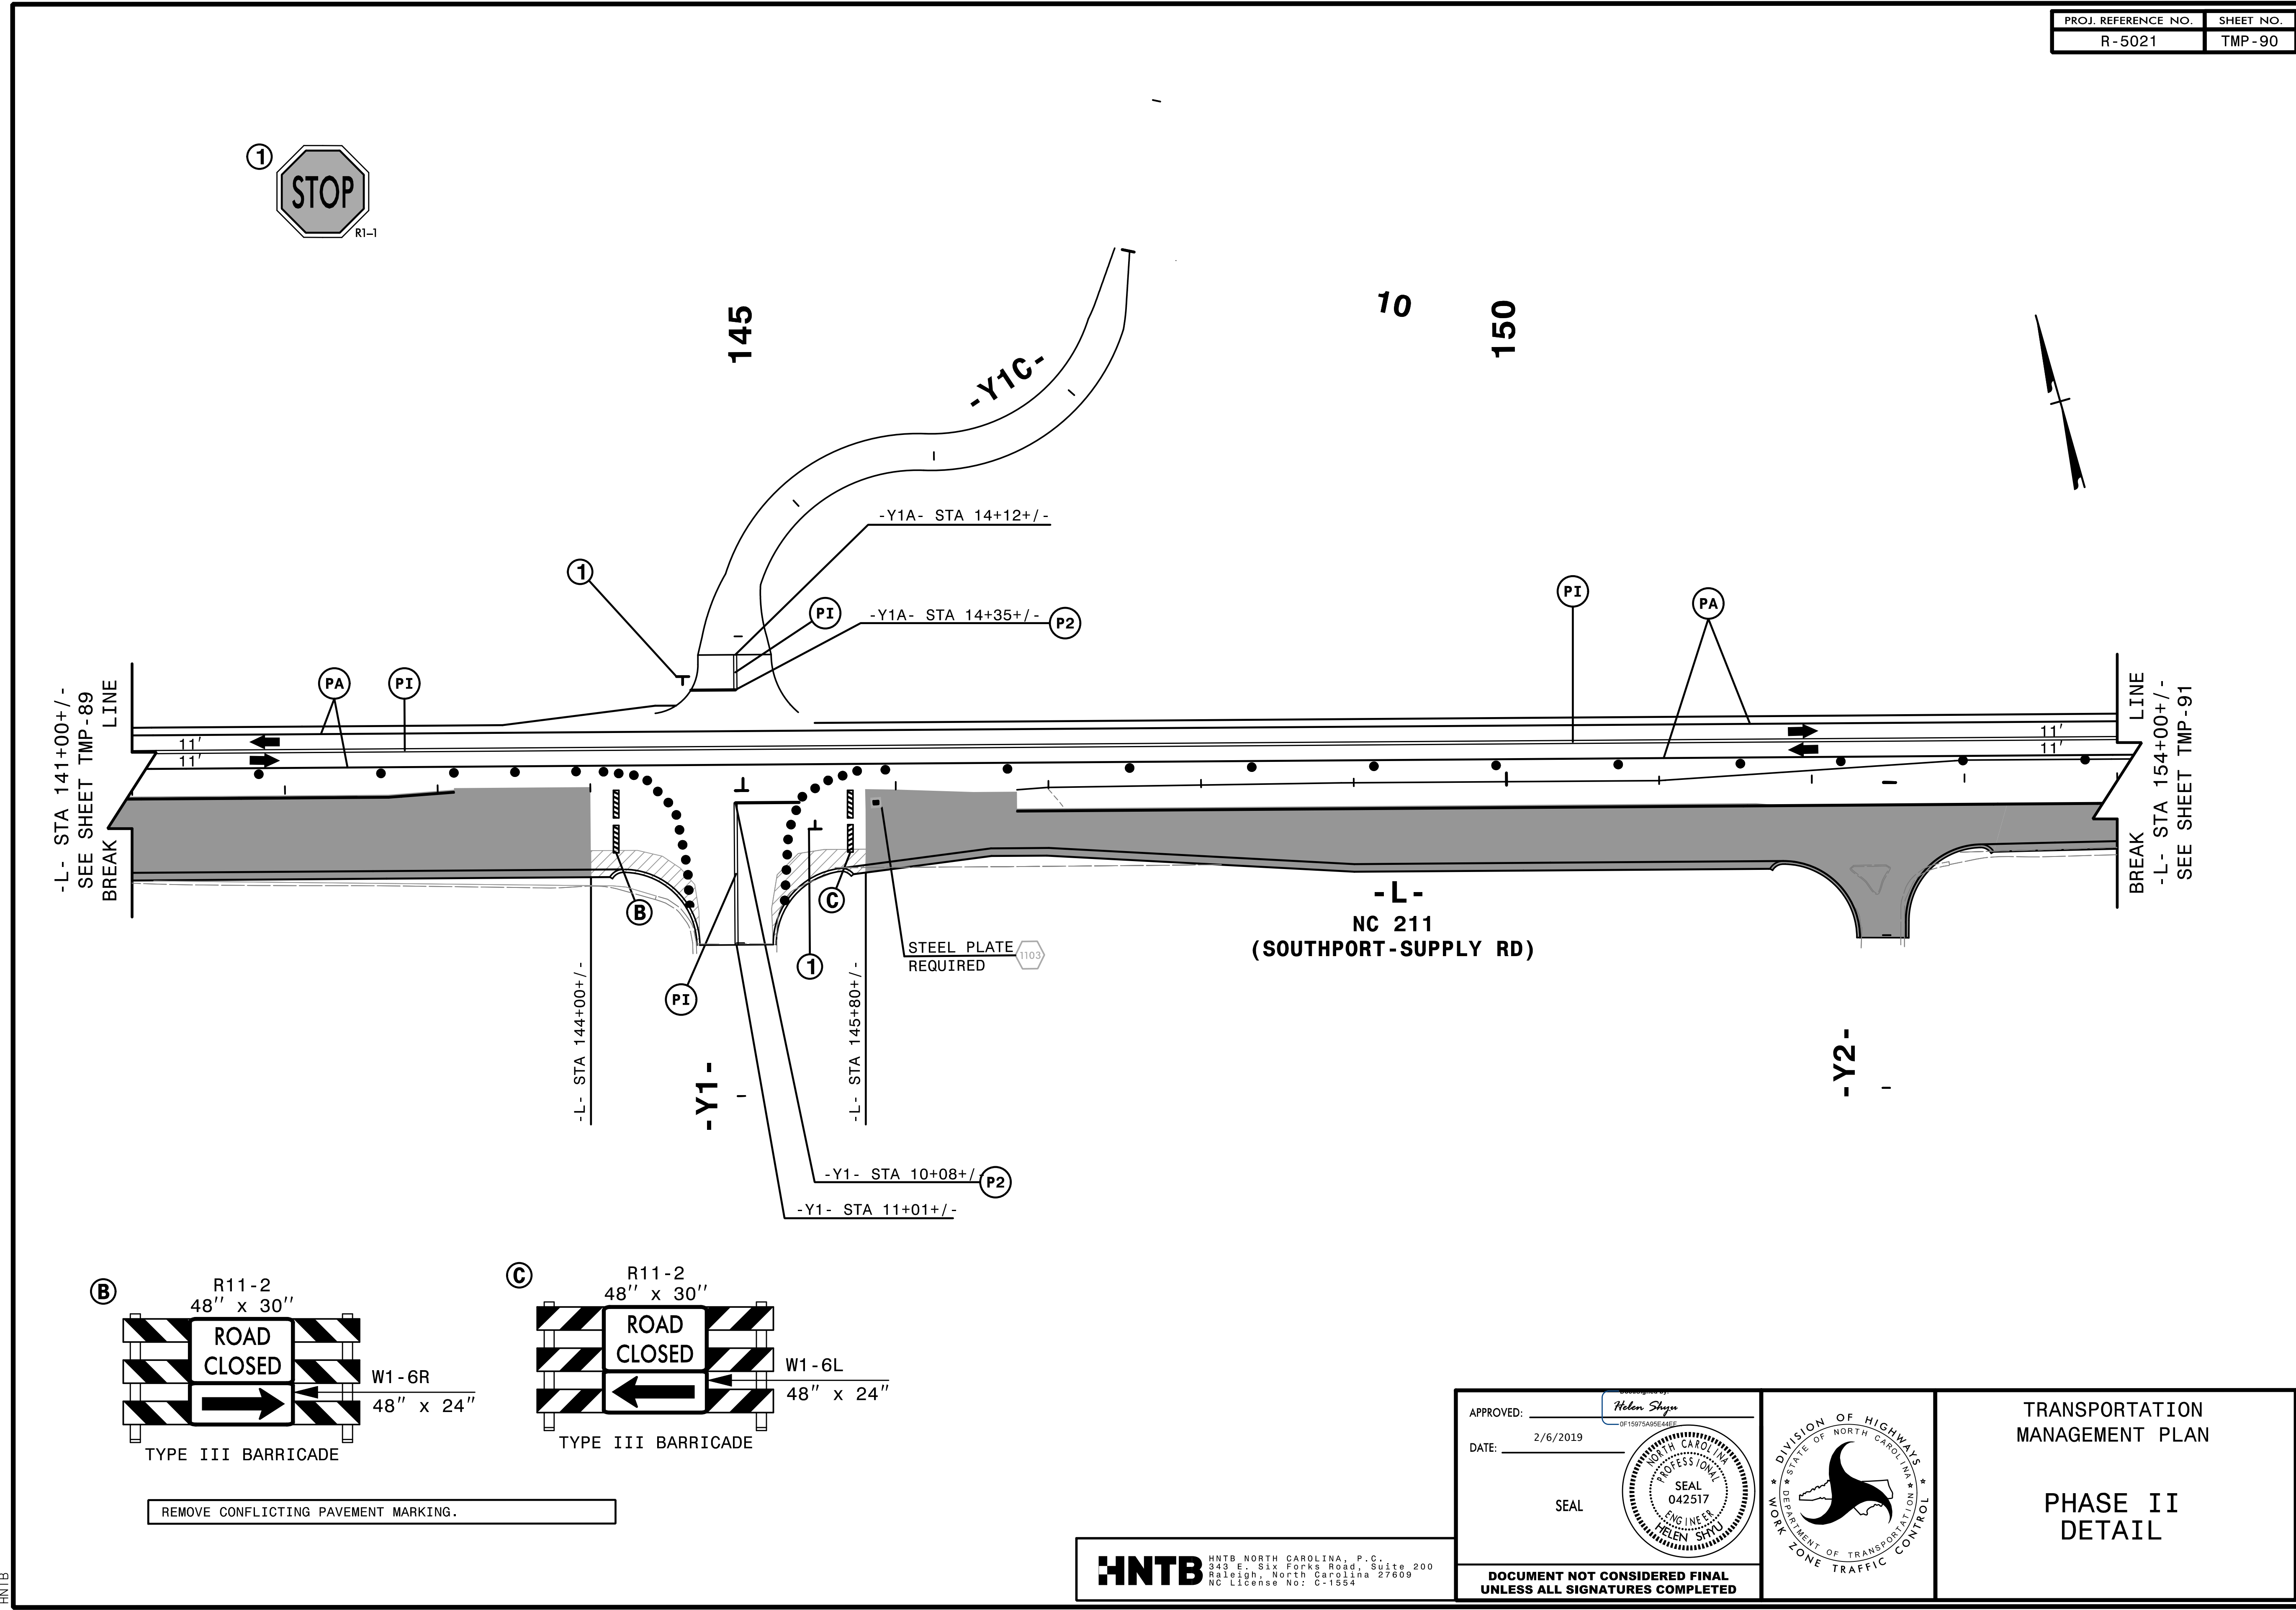 PROJ. REFERENCE NO.
SHEET NO.
R-5021
TMP-90
1
STOP
R1-1
145
10
150
-Y1C-
-Y1A- STA 14+12+/-
1
PI
-Y1A- STA 14+35+/-
P2
PI
PA
PA
PI
-L- STA 141+00+/-
SEE SHEET TMP-89
BREAK LINE
11'
11'
11'
11'
BREAK LINE
-L- STA 154+00+/-
SEE SHEET TMP-91
B
C
1
PI
STEEL PLATE
REQUIRED
1103
-L-
NC 211
(SOUTHPORT-SUPPLY RD)
-L- STA 144+00+/-
-Y1-
-L- STA 145+80+/-
-Y2-
-Y1- STA 10+08+/-
P2
-Y1- STA 11+01+/-
B
R11-2
48" x 30"
ROAD
CLOSED
W1-6R
48" x 24"
TYPE III BARRICADE
C
R11-2
48" x 30"
ROAD
CLOSED
W1-6L
48" x 24"
TYPE III BARRICADE
REMOVE CONFLICTING PAVEMENT MARKING.
HNTB
HNTB
HNTB NORTH CAROLINA, P.C.
343 E. Six Forks Road, Suite 200
Raleigh, North Carolina 27609
NC License No: C-1554
APPROVED:
Helen Shyu
0F15975A95E44EF
DATE:
2/6/2019
SEAL
NORTH CAROLINA
PROFESSIONAL
SEAL
042517
ENGINEER
HELEN SHYU
DOCUMENT NOT CONSIDERED FINAL
UNLESS ALL SIGNATURES COMPLETED
DIVISION OF HIGHWAYS
STATE OF NORTH CAROLINA
DEPARTMENT OF TRANSPORTATION
WORK ZONE TRAFFIC CONTROL
TRANSPORTATION
MANAGEMENT PLAN
PHASE II
DETAIL